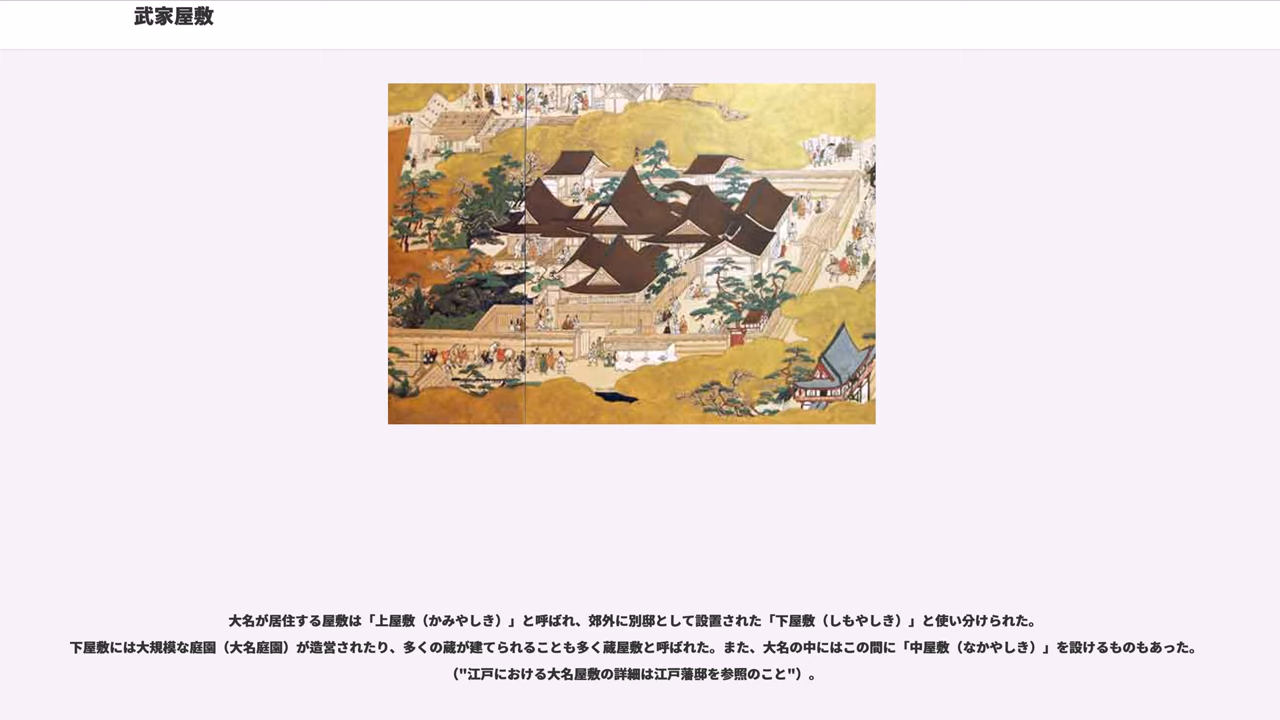 武家屋敷
大名が居住する屋敷は「上屋敷（かみやしき）」と呼ばれ、郊外に別邸として設置された「下屋敷（しもやしき）」と使い分けられた。
下屋敷には大規模な庭園（大名庭園）が造営されたり、多くの蔵が建てられることも多く蔵屋敷と呼ばれた。また、大名の中にはこの間に「中屋敷（なかやしき）」を設けるものもあった。
（"江戸における大名屋敷の詳細は江戸藩邸を参照のこと"）。